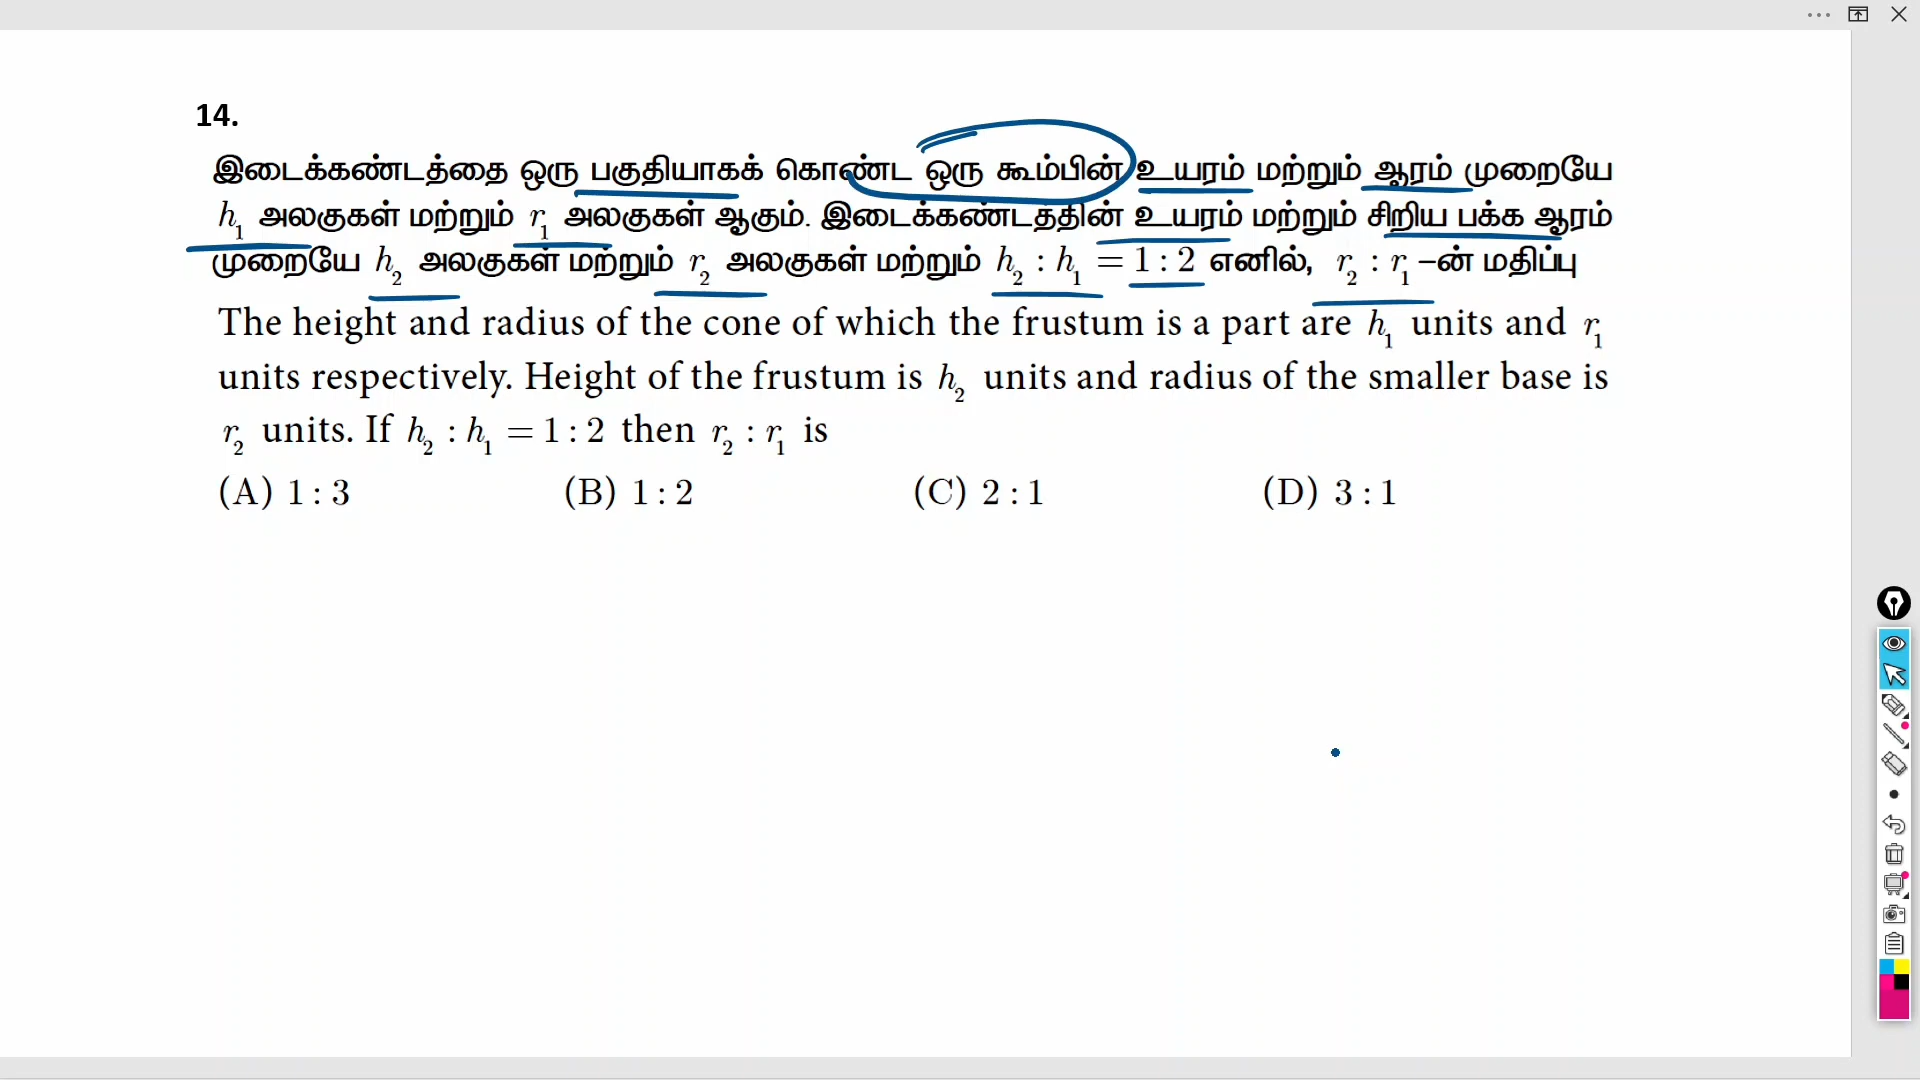 14.
இடைக்கண்டத்தை ஒரு பகுதியாகக் கொண்ட ஒரு கூம்பின் உயரம் மற்றும் ஆரம் முறையே
h₁ அலகுகள் மற்றும் r₁ அலகுகள் ஆகும். இடைக்கண்டத்தின் உயரம் மற்றும் சிறிய பக்க ஆரம்
முறையே h₂ அலகுகள் மற்றும் r₂ அலகுகள் மற்றும் h₂ : h₁ = 1 : 2 எனில், r₂ : r₁ –ன் மதிப்பு
The height and radius of the cone of which the frustum is a part are h₁ units and r₁
units respectively. Height of the frustum is h₂ units and radius of the smaller base is
r₂ units. If h₂ : h₁ = 1 : 2 then r₂ : r₁ is
(A) 1 : 3 (B) 1 : 2 (C) 2 : 1 (D) 3 : 1